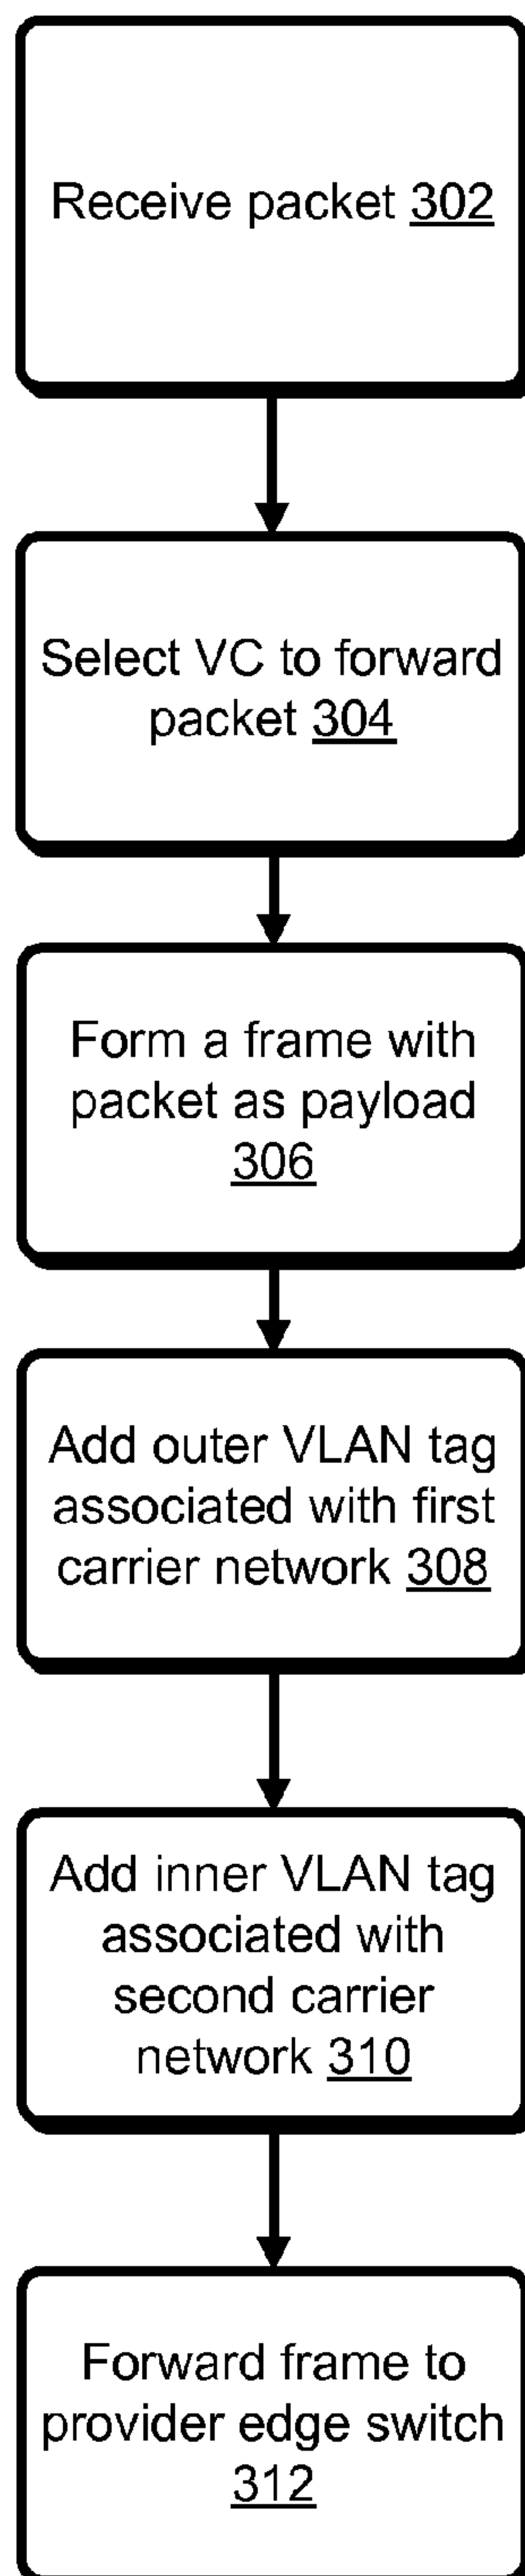 Receive packet 302
Select VC to forward
packet 304
Form a frame with
packet as payload
306
Add outer VLAN tag
associated with first
carrier network 308
Add inner VLAN tag
associated with
second carrier
network 310
Forward frame to
provider edge switch
312